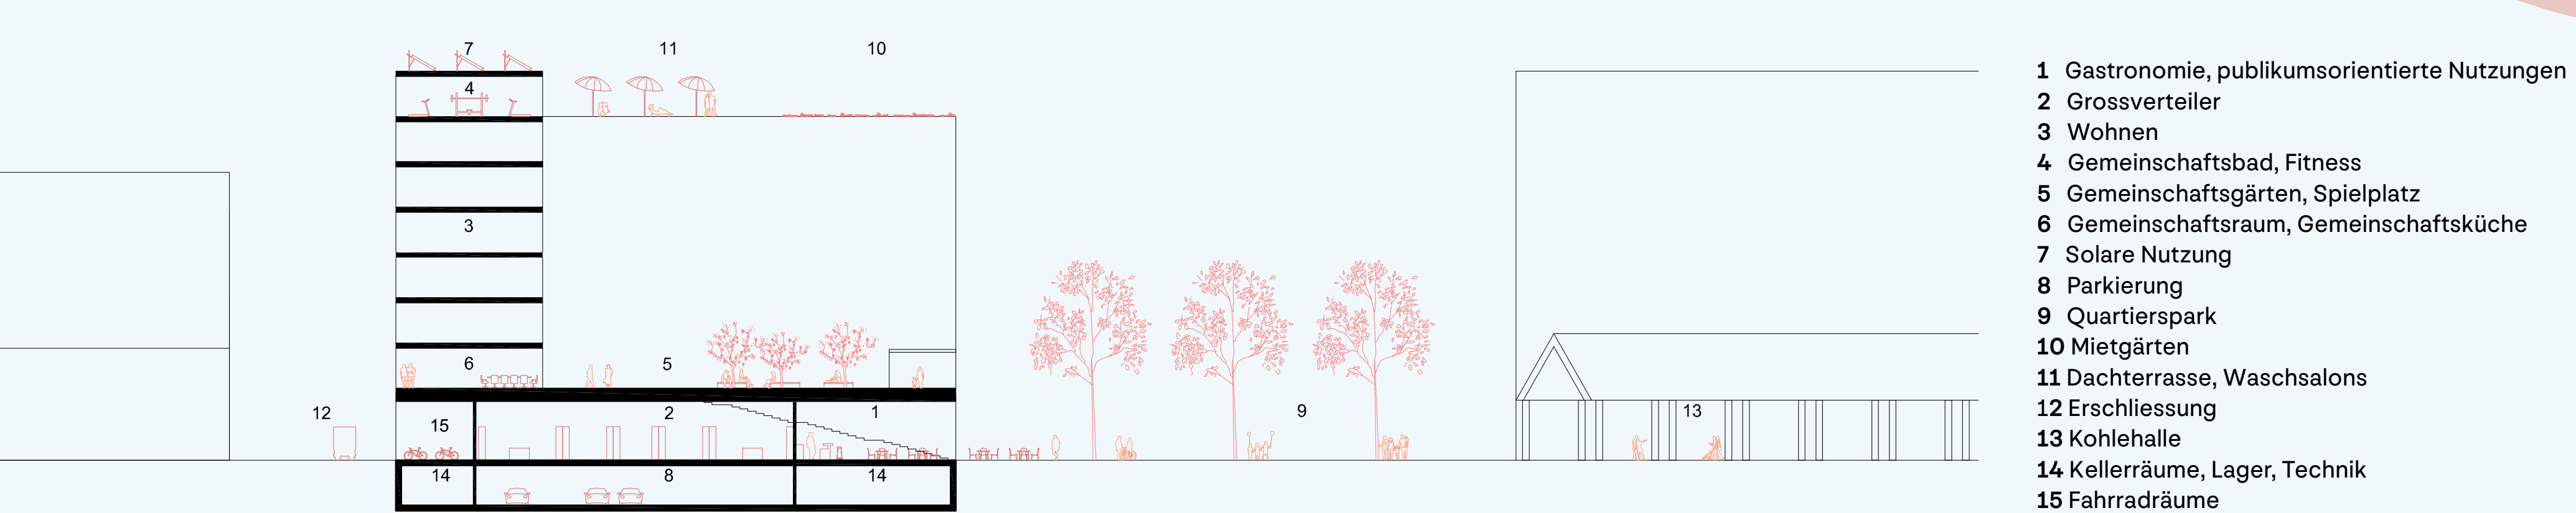 7
11
10
4
3
6
5
12
15
2
1
9
13
14
8
14
1 Gastronomie, publikumsorientierte Nutzungen
2 Grossverteiler
3 Wohnen
4 Gemeinschaftsbad, Fitness
5 Gemeinschaftsgärten, Spielplatz
6 Gemeinschaftsraum, Gemeinschaftsküche
7 Solare Nutzung
8 Parkierung
9 Quartierspark
10 Mietgärten
11 Dachterrasse, Waschsalons
12 Erschliessung
13 Kohlehalle
14 Kellerräume, Lager, Technik
15 Fahrradräume